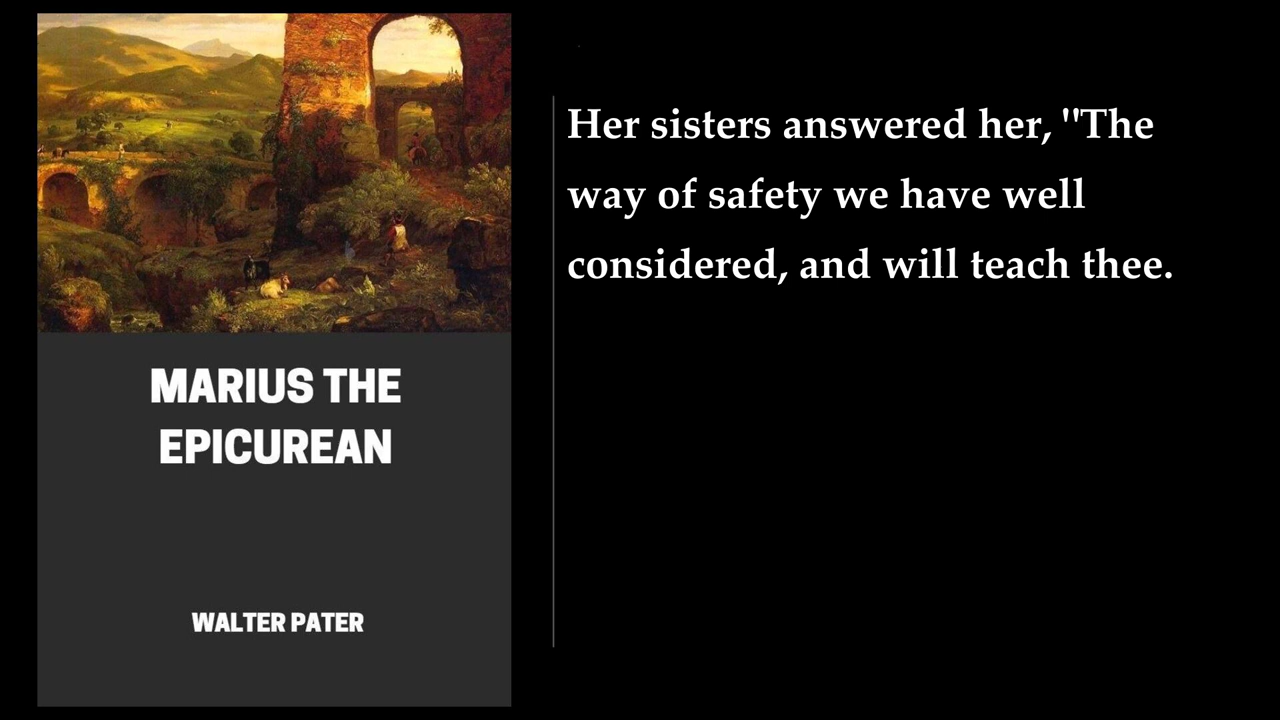 MARIUS THE
EPICUREAN
WALTER PATER
Her sisters answered her, "The
way of safety we have well
considered, and will teach thee.